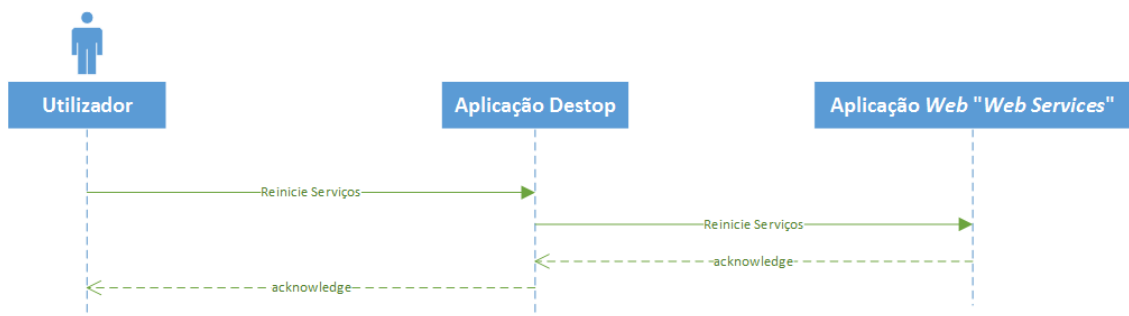 Utilizador
Aplicação Destop
Aplicação Web "Web Services"
Reinicie Serviços
Reinicie Serviços
acknowledge
acknowledge